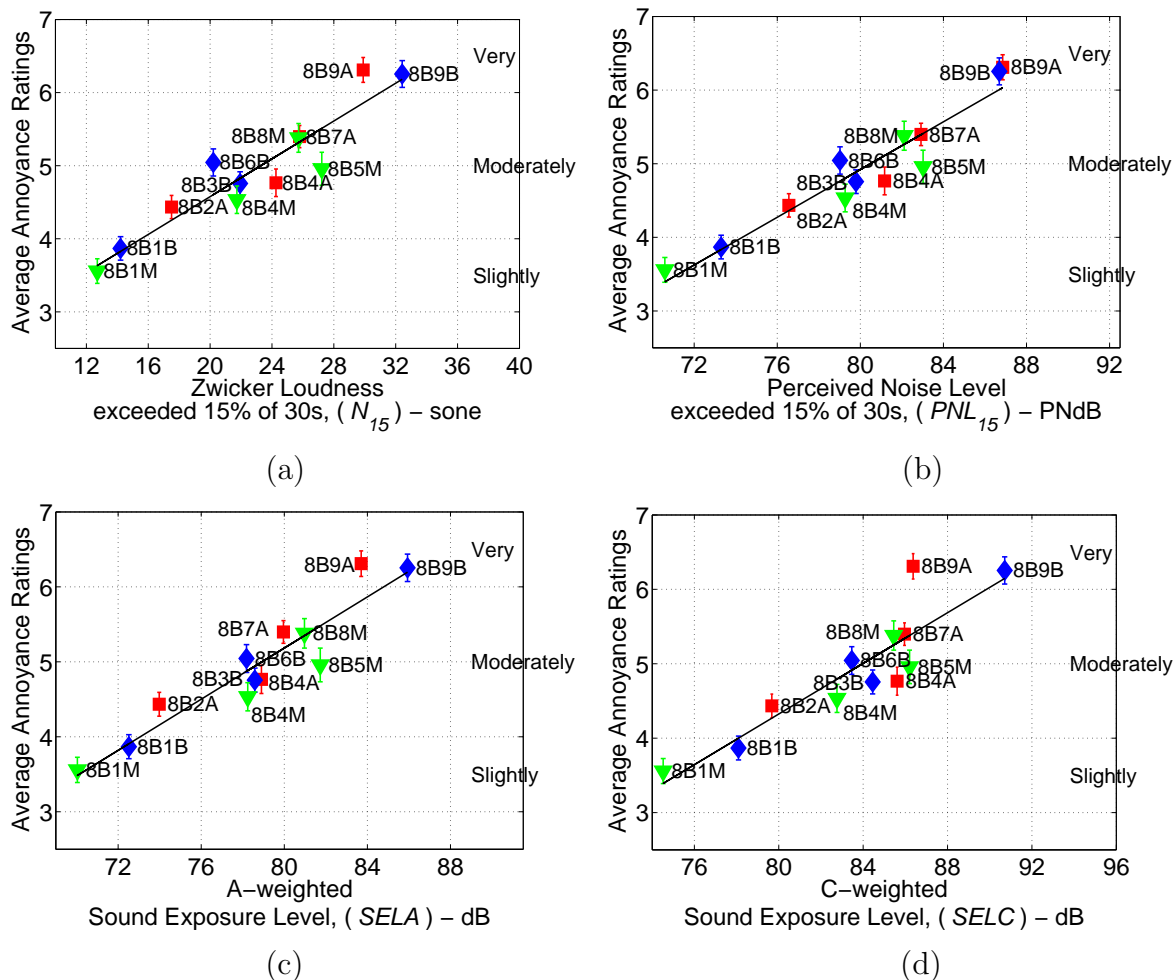 7
6
5
4
3
Average Annoyance Ratings
Very
Moderately
Slightly
8B9A
8B9B
8B8M
8B7A
8B6B
8B5M
8B3B
8B4A
8B2A
8B4M
8B1B
8B1M
12 16 20 24 28 32 36 40
Zwicker Loudness
exceeded 15% of 30s, ( N_15 ) − sone
(a)
7
6
5
4
3
Average Annoyance Ratings
Very
Moderately
Slightly
8B9B
8B9A
8B8M
8B7A
8B6B
8B5M
8B3B
8B4A
8B2A
8B4M
8B1B
8B1M
72 76 80 84 88 92
Perceived Noise Level
exceeded 15% of 30s, ( PNL_15 ) − PNdB
(b)
7
6
5
4
3
Average Annoyance Ratings
Very
Moderately
Slightly
8B9A
8B9B
8B7A
8B8M
8B6B
8B5M
8B3B
8B4A
8B2A
8B4M
8B1B
8B1M
72 76 80 84 88
A−weighted
Sound Exposure Level, ( SELA ) − dB
(c)
7
6
5
4
3
Average Annoyance Ratings
Very
Moderately
Slightly
8B9A
8B9B
8B8M
8B7A
8B6B
8B5M
8B3B
8B4A
8B2A
8B4M
8B1B
8B1M
76 80 84 88 92 96
C−weighted
Sound Exposure Level, ( SELC ) − dB
(d)